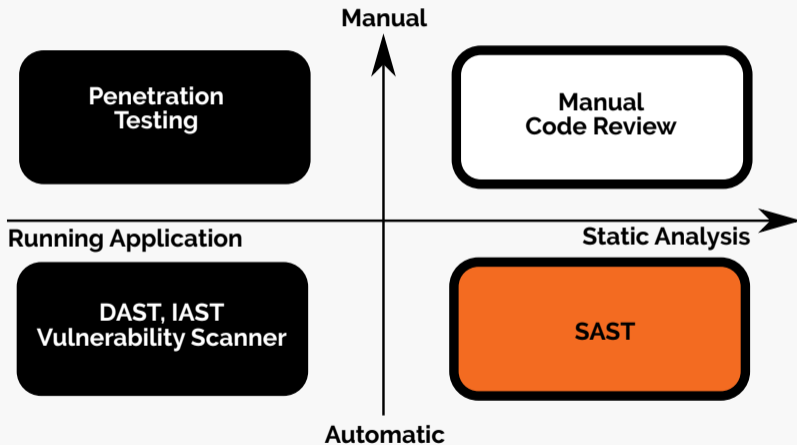 Manual
Penetration
Testing
Manual
Code Review
Running Application
Static Analysis
DAST, IAST
Vulnerability Scanner
SAST
Automatic